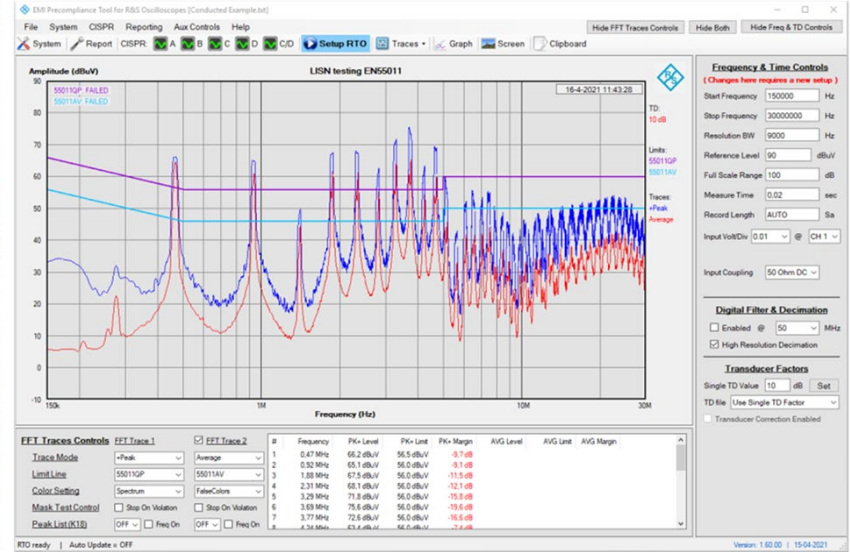 EMI Precompliance Tool for R&S Oscilloscopes [Conducted Example.txt]
File System CISPR Reporting Aux Controls Help
Hide FFT Traces Controls Hide Both Hide Freq & TD Controls
System Report CISPR: A B C D C/D Setup RTO Traces Graph Screen Clipboard
Amplitude (dBuV) LISN testing EN55011
90
55011QP: FAILED
55011AV: FAILED
16-4-2021 11:43:28
TD:
10 dB
80
70
Limits:
55011QP
55011AV
60
Traces:
+Peak
Average
50
40
30
20
10
0
-10
150k 1M 10M 30M
Frequency (Hz)
Frequency & Time Controls
( Changes here requires a new setup )
Start Frequency 150000 Hz
Stop Frequency 30000000 Hz
Resolution BW 9000 Hz
Reference Level 90 dBuV
Full Scale Range 100 dB
Measure Time 0.02 sec
Record Length AUTO Sa
Input Volt/Div 0.01 @ CH 1
Input Coupling 50 Ohm DC
Digital Filter & Decimation
Enabled @ 50 MHz
High Resolution Decimation
Transducer Factors
Single TD Value 10 dB Set
TD file Use Single TD Factor
Transducer Correction Enabled
FFT Traces Controls FFT Trace 1 FFT Trace 2
Trace Mode +Peak Average
Limit Line 55011QP 55011AV
Color Setting Spectrum FalseColors
Mask Test Control Stop On Violation Stop On Violation
Peak List (K18) OFF Freq On OFF Freq On
# Frequency PK+ Level PK+ Limit PK+ Margin AVG Level AVG Limit AVG Margin
1 0,47 MHz 66,2 dBuV 56,5 dBuV -9,7 dB
2 0,92 MHz 65,1 dBuV 56,0 dBuV -9,1 dB
3 1,88 MHz 67,5 dBuV 56,0 dBuV -11,5 dB
4 2,31 MHz 68,1 dBuV 56,0 dBuV -12,1 dB
5 3,29 MHz 71,8 dBuV 56,0 dBuV -15,8 dB
6 3,69 MHz 75,6 dBuV 56,0 dBuV -19,6 dB
7 3,77 MHz 72,6 dBuV 56,0 dBuV -16,6 dB
8 4,24 MHz 63,4 dBuV 56,0 dBuV -7,4 dB
RTO ready | Auto Update = OFF
Version: 1.60.00 | 15-04-2021